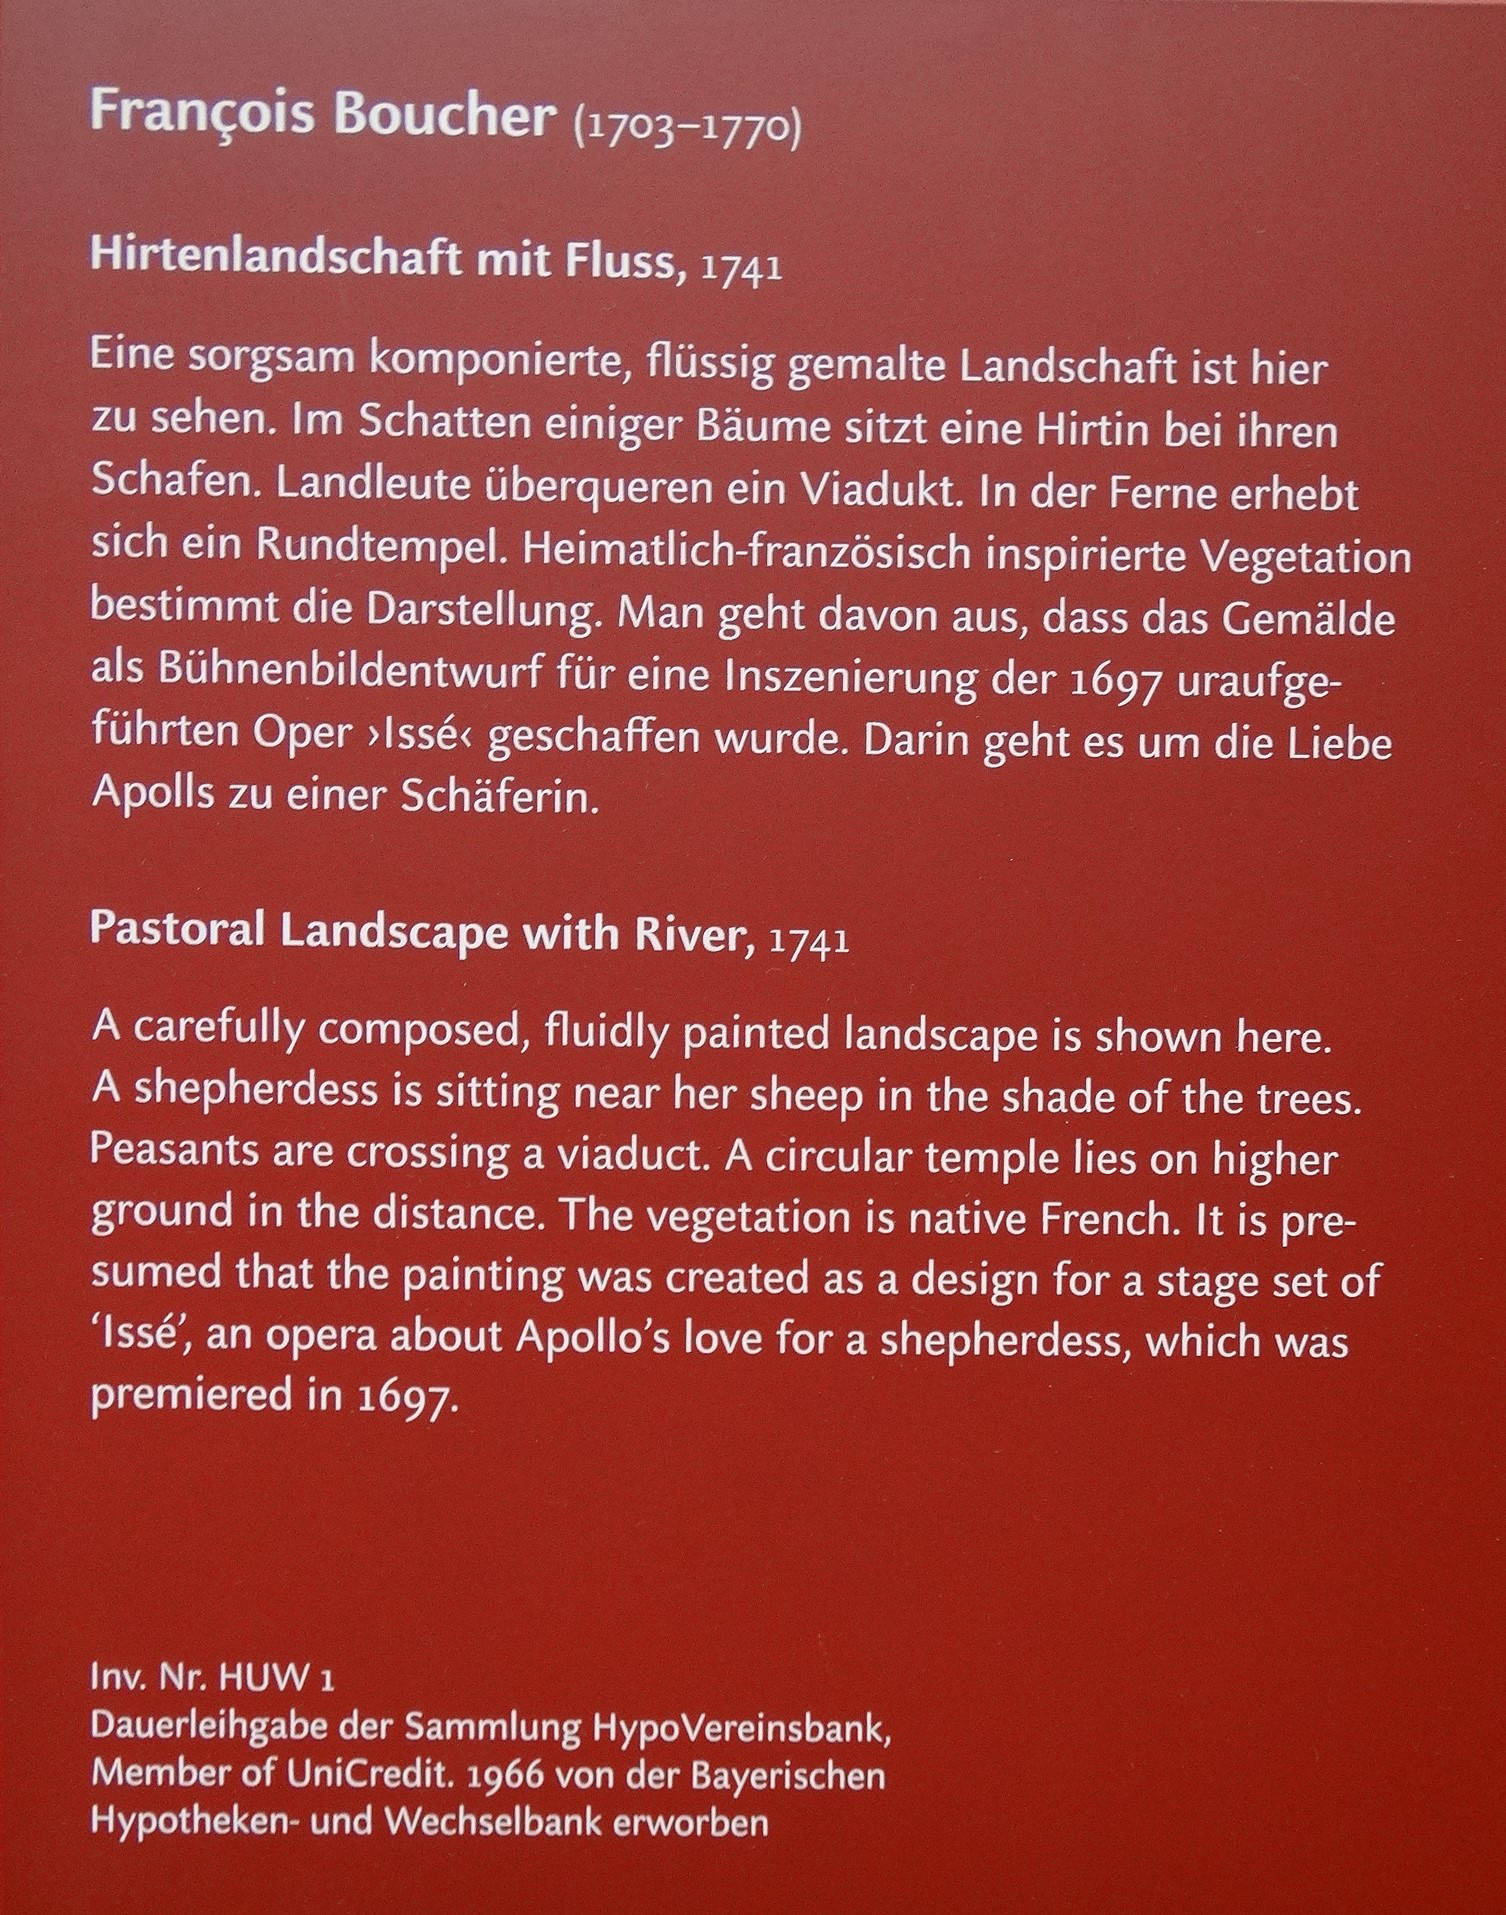 François Boucher (1703–1770)
Hirtenlandschaft mit Fluss, 1741
Eine sorgsam komponierte, flüssig gemalte Landschaft ist hier
zu sehen. Im Schatten einiger Bäume sitzt eine Hirtin bei ihren
Schafen. Landleute überqueren ein Viadukt. In der Ferne erhebt
sich ein Rundtempel. Heimatlich-französisch inspirierte Vegetation
bestimmt die Darstellung. Man geht davon aus, dass das Gemälde
als Bühnenbildentwurf für eine Inszenierung der 1697 uraufge-
führten Oper ›Issé‹ geschaffen wurde. Darin geht es um die Liebe
Apolls zu einer Schäferin.
Pastoral Landscape with River, 1741
A carefully composed, fluidly painted landscape is shown here.
A shepherdess is sitting near her sheep in the shade of the trees.
Peasants are crossing a viaduct. A circular temple lies on higher
ground in the distance. The vegetation is native French. It is pre-
sumed that the painting was created as a design for a stage set of
‘Issé’, an opera about Apollo’s love for a shepherdess, which was
premiered in 1697.
Inv. Nr. HUW 1
Dauerleihgabe der Sammlung HypoVereinsbank,
Member of UniCredit. 1966 von der Bayerischen
Hypotheken- und Wechselbank erworben